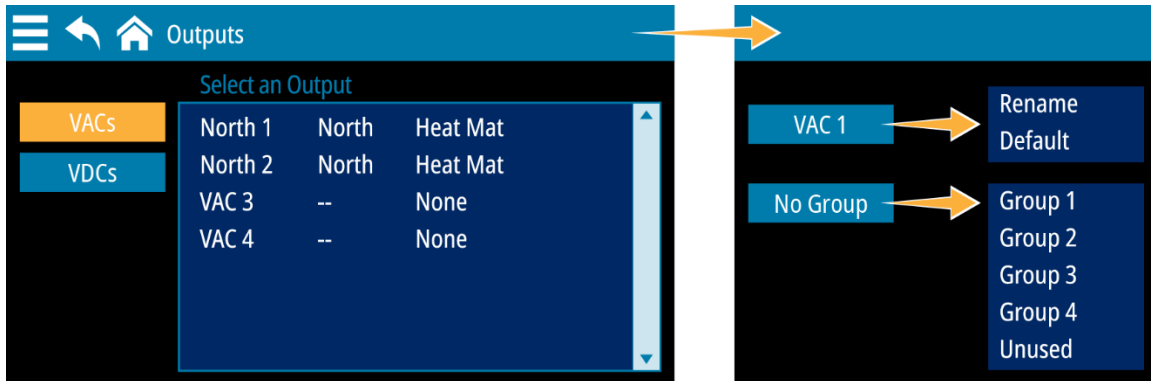 Outputs
Select an Output
VACs
VDCs
North 1 North Heat Mat
North 2 North Heat Mat
VAC 3 -- None
VAC 4 -- None
VAC 1
Rename
Default
No Group
Group 1
Group 2
Group 3
Group 4
Unused